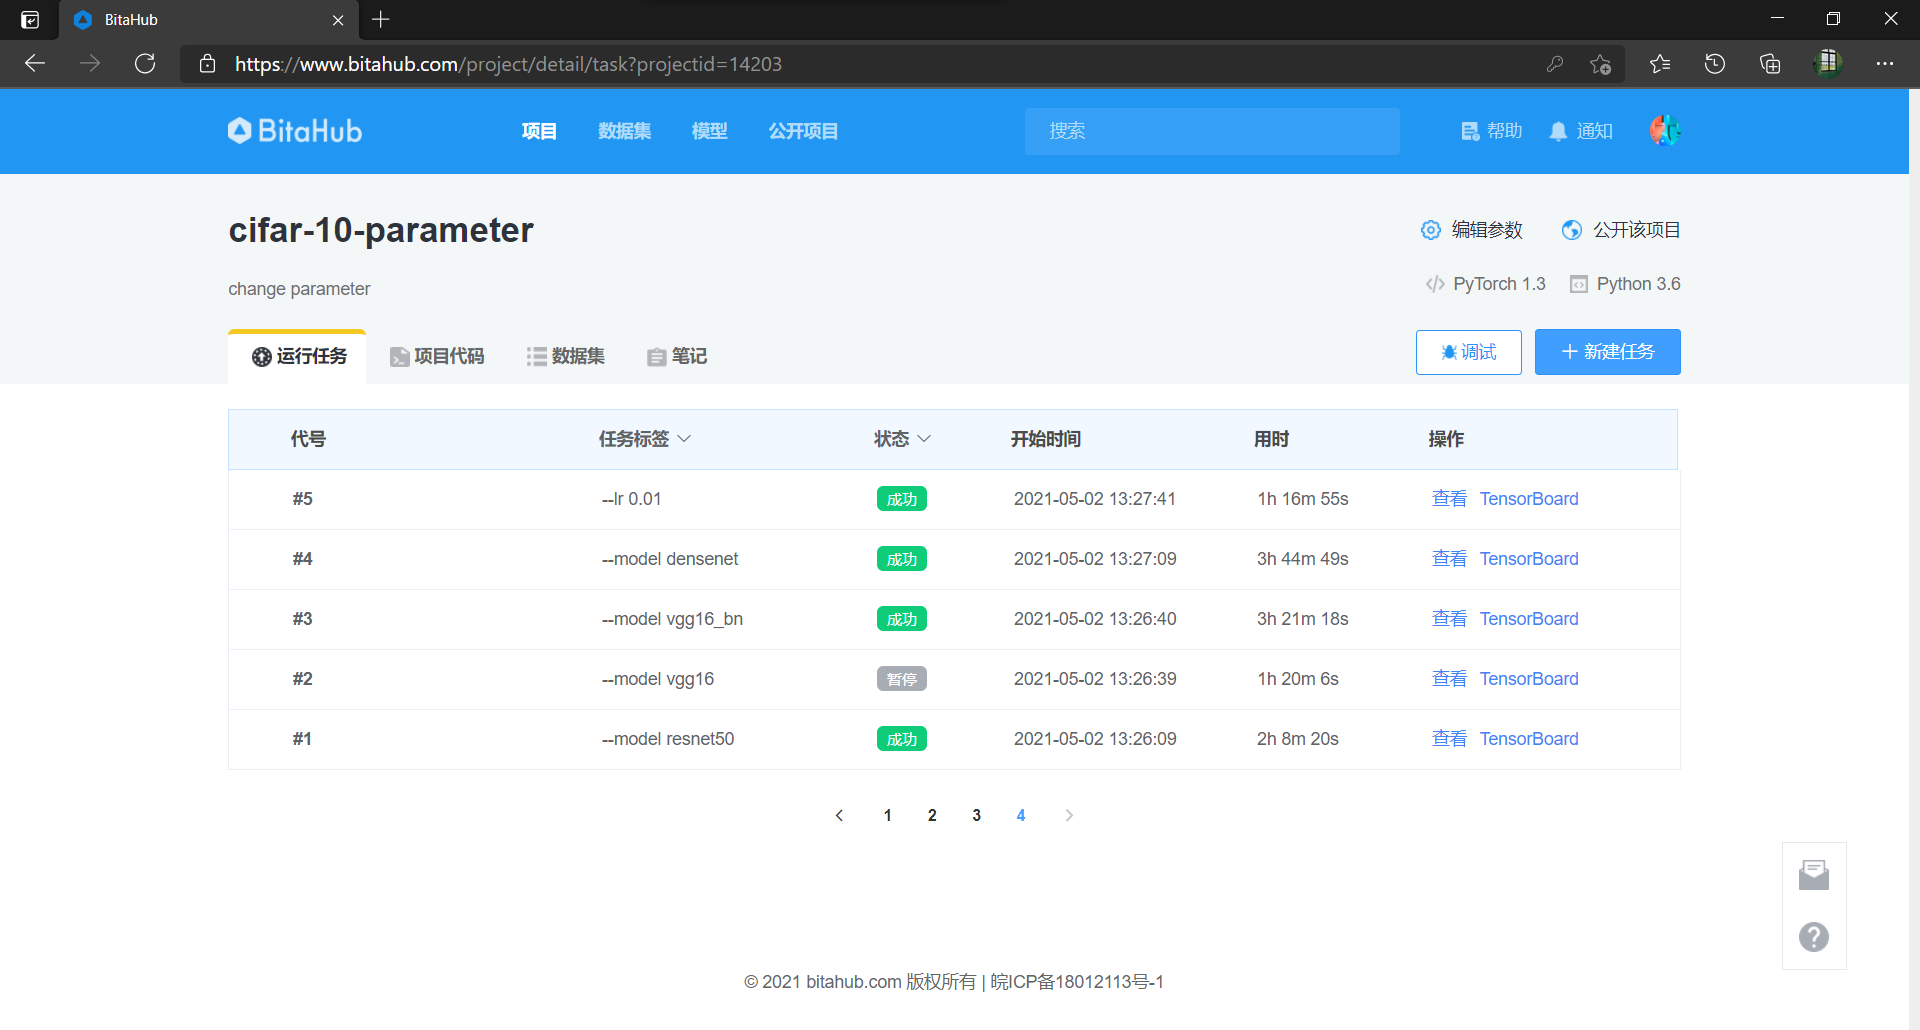 BitaHub
https://www.bitahub.com/project/detail/task?projectid=14203
BitaHub 项目 数据集 模型 公开项目 搜索 帮助 通知
cifar-10-parameter 编辑参数 公开该项目
change parameter PyTorch 1.3 Python 3.6
运行任务 项目代码 数据集 笔记 调试 新建任务
代号 任务标签 状态 开始时间 用时 操作
#5 --lr 0.01 成功 2021-05-02 13:27:41 1h 16m 55s 查看 TensorBoard
#4 --model densenet 成功 2021-05-02 13:27:09 3h 44m 49s 查看 TensorBoard
#3 --model vgg16_bn 成功 2021-05-02 13:26:40 3h 21m 18s 查看 TensorBoard
#2 --model vgg16 暂停 2021-05-02 13:26:39 1h 20m 6s 查看 TensorBoard
#1 --model resnet50 成功 2021-05-02 13:26:09 2h 8m 20s 查看 TensorBoard
1 2 3 4
© 2021 bitahub.com 版权所有 | 皖ICP备18012113号-1